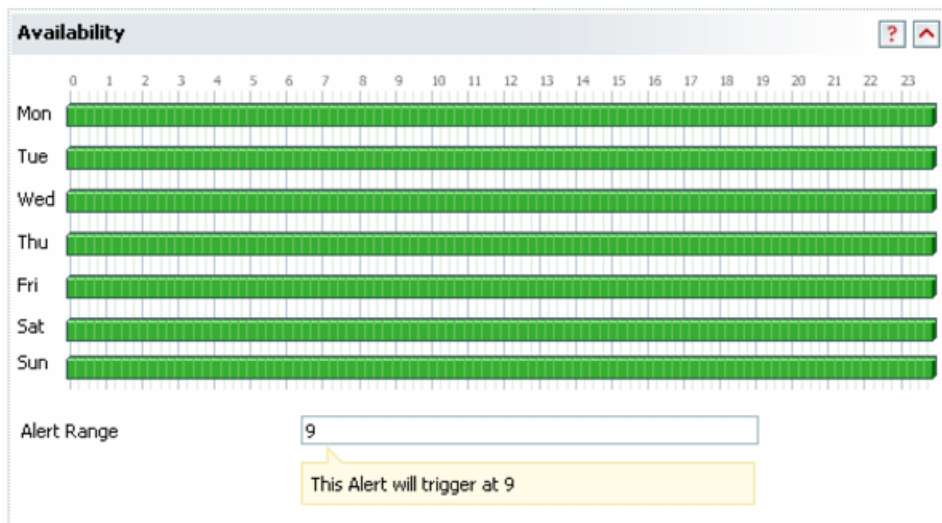 Availability
?
0 1 2 3 4 5 6 7 8 9 10 11 12 13 14 15 16 17 18 19 20 21 22 23
Mon
Tue
Wed
Thu
Fri
Sat
Sun
Alert Range 9
This Alert will trigger at 9